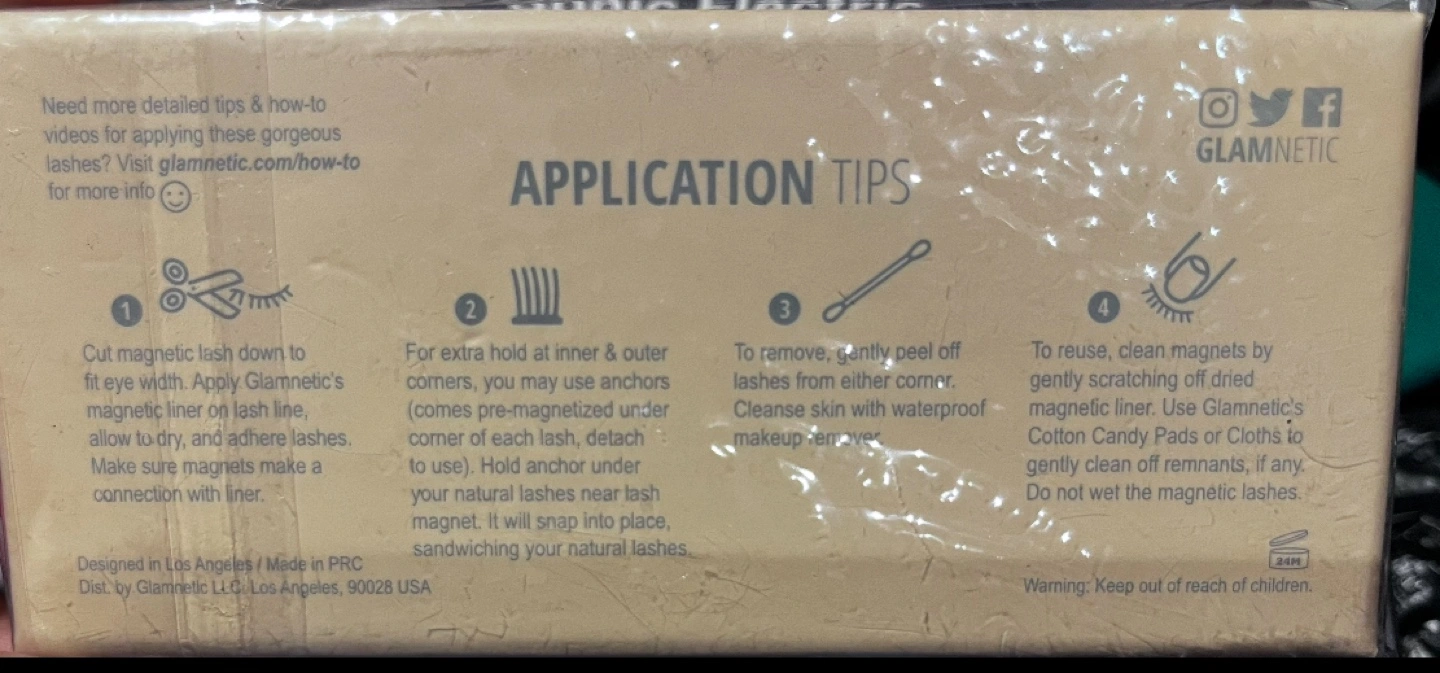 Need more detailed tips & how-to
videos for applying these gorgeous
lashes? Visit glamnetic.com/how-to
for more info
GLAMNETIC
APPLICATION TIPS
1
Cut magnetic lash down to
fit eye width. Apply Glamnetic's
magnetic liner on lash line,
allow to dry, and adhere lashes.
Make sure magnets make a
connection with liner.
2
For extra hold at inner & outer
corners, you may use anchors
(comes pre-magnetized under
corner of each lash, detach
to use). Hold anchor under
your natural lashes near lash
magnet. It will snap into place,
sandwiching your natural lashes.
3
To remove, gently peel off
lashes from either corner.
Cleanse skin with waterproof
makeup remover.
4
To reuse, clean magnets by
gently scratching off dried
magnetic liner. Use Glamnetic's
Cotton Candy Pads or Cloths to
gently clean off remnants, if any.
Do not wet the magnetic lashes.
Designed in Los Angeles / Made in PRC
Dist. by Glamnetic LLC. Los Angeles, 90028 USA
24M
Warning: Keep out of reach of children.